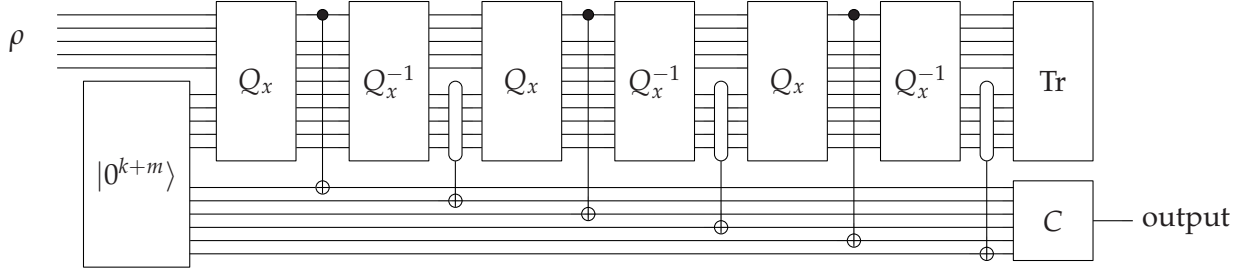 ρ
Q_x Q_x^{-1} Q_x Q_x^{-1} Q_x Q_x^{-1} Tr
|0^{k+m}⟩
C output